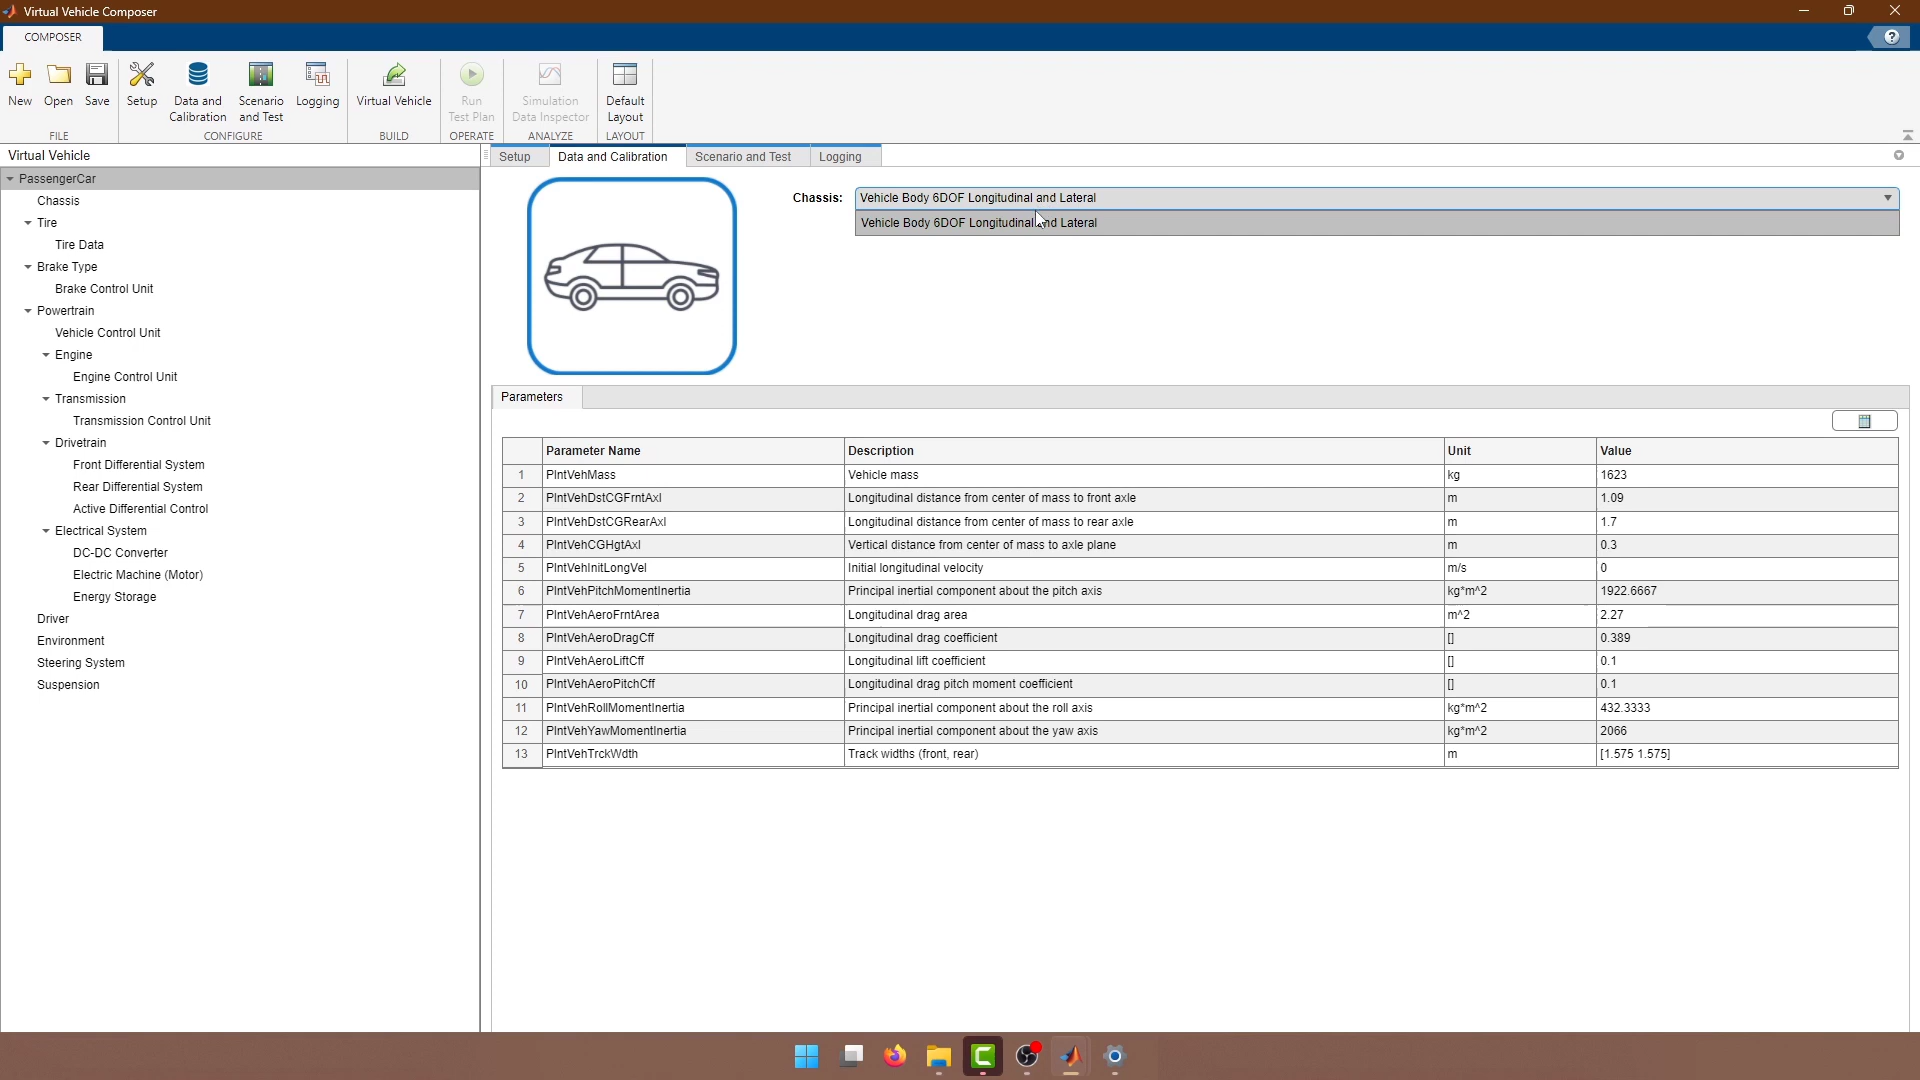 Virtual Vehicle Composer
COMPOSER
?
New
Open
Save
Setup
Data and
Calibration
Scenario
and Test
Logging
Virtual Vehicle
Run
Test Plan
Simulation
Data Inspector
Default
Layout
FILE
CONFIGURE
BUILD
OPERATE
ANALYZE
LAYOUT
Virtual Vehicle
PassengerCar
Chassis
Tire
Tire Data
Brake Type
Brake Control Unit
Powertrain
Vehicle Control Unit
Engine
Engine Control Unit
Transmission
Transmission Control Unit
Drivetrain
Front Differential System
Rear Differential System
Active Differential Control
Electrical System
DC-DC Converter
Electric Machine (Motor)
Energy Storage
Driver
Environment
Steering System
Suspension
Setup
Data and Calibration
Scenario and Test
Logging
Chassis: Vehicle Body 6DOF Longitudinal and Lateral
Vehicle Body 6DOF Longitudinal and Lateral
Parameters
Parameter Name Description Unit Value
1 PlntVehMass Vehicle mass kg 1623
2 PlntVehDstCGFrntAxl Longitudinal distance from center of mass to front axle m 1.09
3 PlntVehDstCGRearAxl Longitudinal distance from center of mass to rear axle m 1.7
4 PlntVehCGHgtAxl Vertical distance from center of mass to axle plane m 0.3
5 PlntVehInitLongVel Initial longitudinal velocity m/s 0
6 PlntVehPitchMomentInertia Principal inertial component about the pitch axis kg*m^2 1922.6667
7 PlntVehAeroFrntArea Longitudinal drag area m^2 2.27
8 PlntVehAeroDragCff Longitudinal drag coefficient [] 0.389
9 PlntVehAeroLiftCff Longitudinal lift coefficient [] 0.1
10 PlntVehAeroPitchCff Longitudinal drag pitch moment coefficient [] 0.1
11 PlntVehRollMomentInertia Principal inertial component about the roll axis kg*m^2 432.3333
12 PlntVehYawMomentInertia Principal inertial component about the yaw axis kg*m^2 2066
13 PlntVehTrckWdth Track widths (front, rear) m [1.575 1.575]